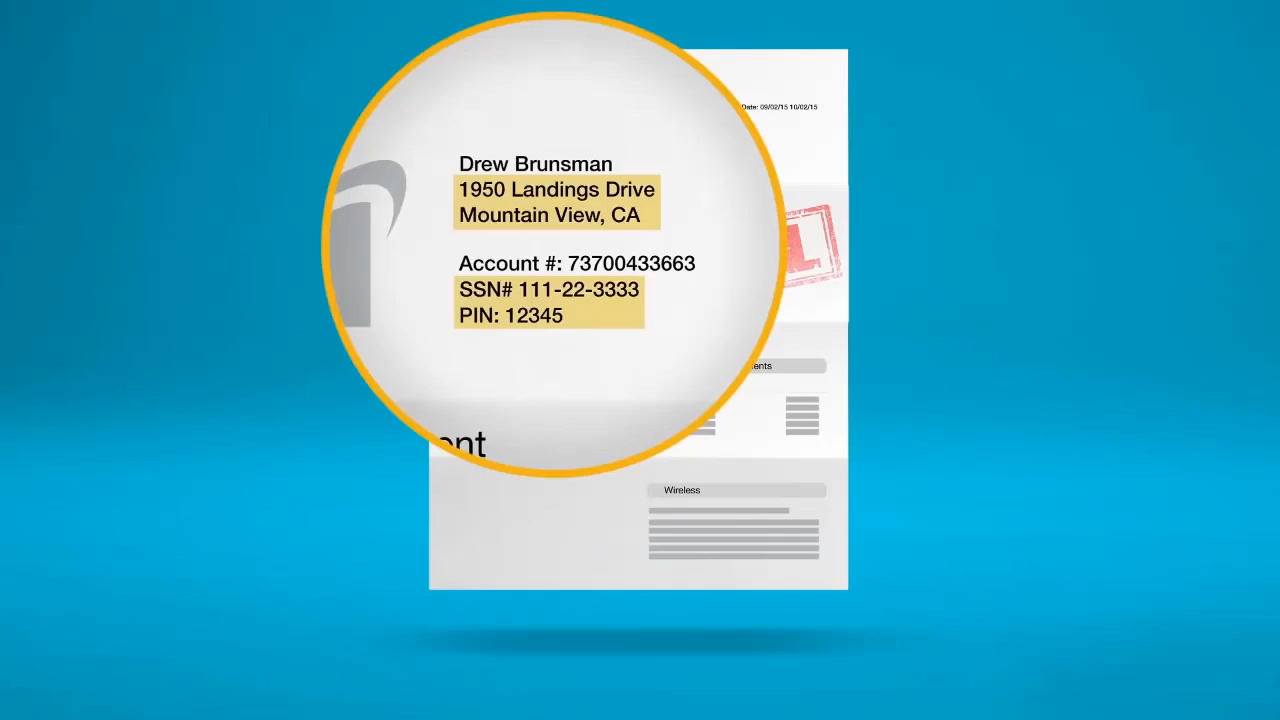 Date: 09/02/15 10/02/15
Drew Brunsman
1950 Landings Drive
Mountain View, CA
Account #: 73700433663
SSN# 111-22-3333
PIN: 12345
Wireless